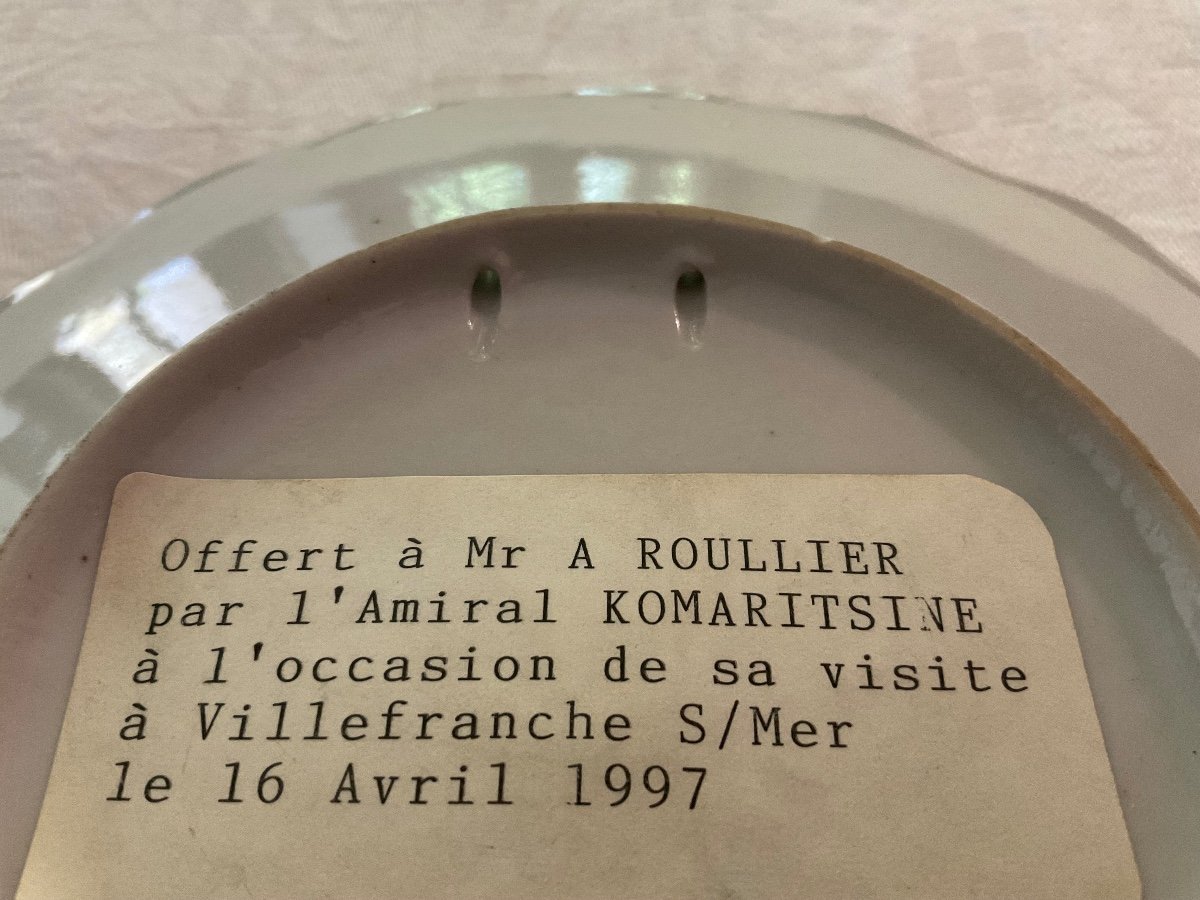 Offert à Mr A ROULLIER
par l'Amiral KOMARITSINE
à l'occasion de sa visite
à Villefranche S/Mer
le 16 Avril 1997